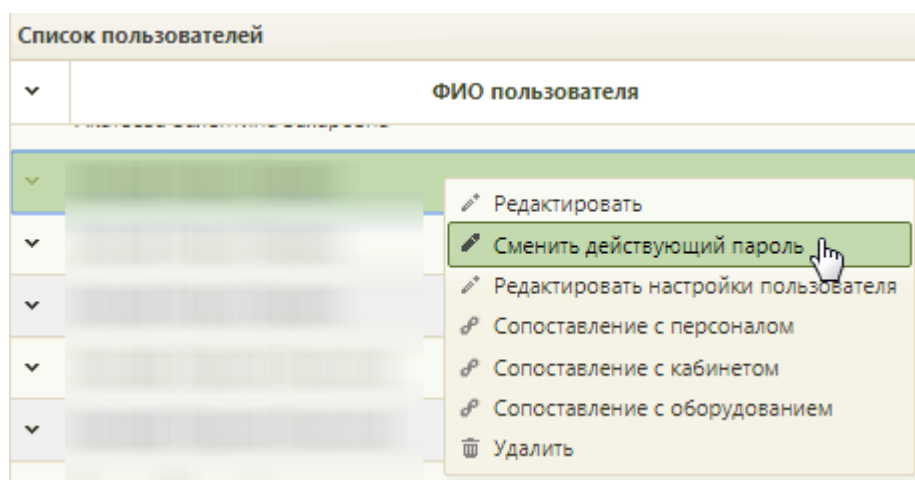 Список пользователей
ФИО пользователя
Редактировать
Сменить действующий пароль
Редактировать настройки пользователя
Сопоставление с персоналом
Сопоставление с кабинетом
Сопоставление с оборудованием
Удалить